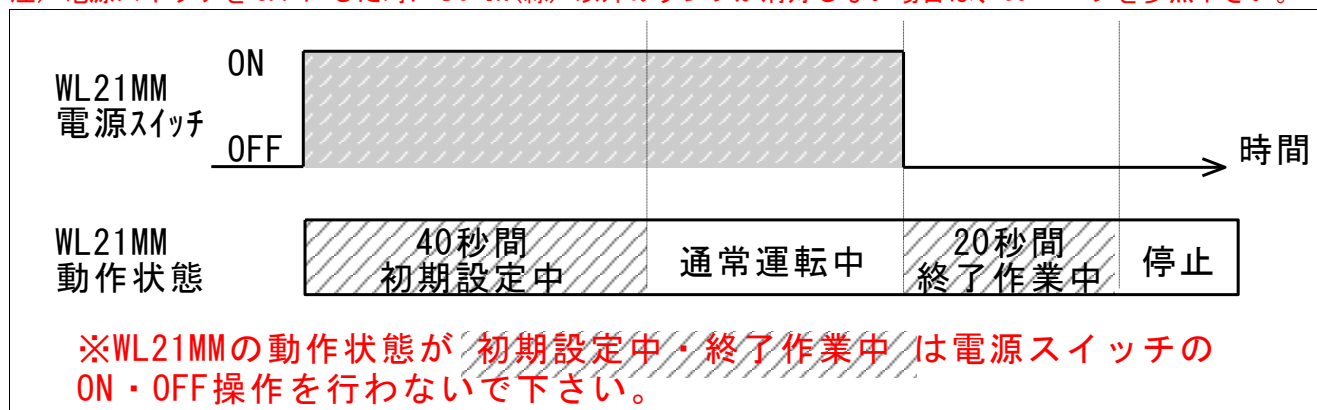 ON
WL21MM
電源スイッチ
OFF
時間
WL21MM
動作状態
40秒間
初期設定中
通常運転中
20秒間
終了作業中
停止
※WL21MMの動作状態が 初期設定中・終了作業中 は電源スイッチの
ON・OFF操作を行わないで下さい。